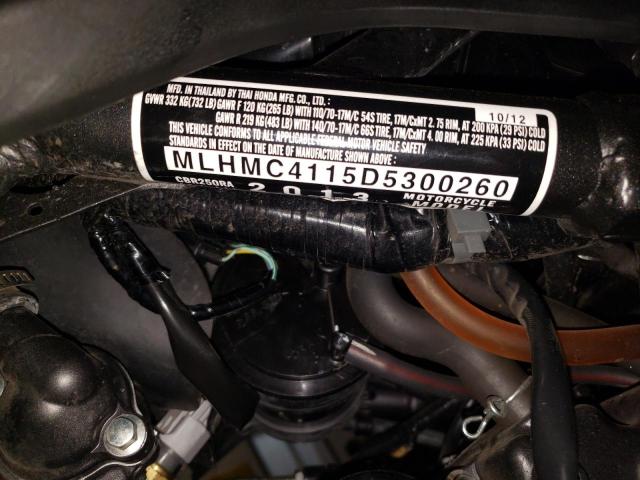 MFD. IN THAILAND BY THAI HONDA MFG. CO., LTD. : 10/12
GVWR 332 KG(732 LB) GAWR F 120 KG(265 LB) WITH 110/70-17M/C 54S TIRE, 17M/CxMT 2.75 RIM, AT 200 KPA (29 PSI) COLD
GAWR R 219 KG(483 LB) WITH 140/70-17M/C 66S TIRE, 17M/CxMT 4.00 RIM, AT 225 KPA (33 PSI) COLD
THIS VEHICLE CONFORMS TO ALL APPLICABLE FEDERAL MOTOR VEHICLE SAFETY
STANDARDS IN EFFECT ON THE DATE OF MANUFACTURE SHOWN ABOVE :
MLHMC4115D5300260
CBR250RA 2013 MOTORCYCLE
MODEL